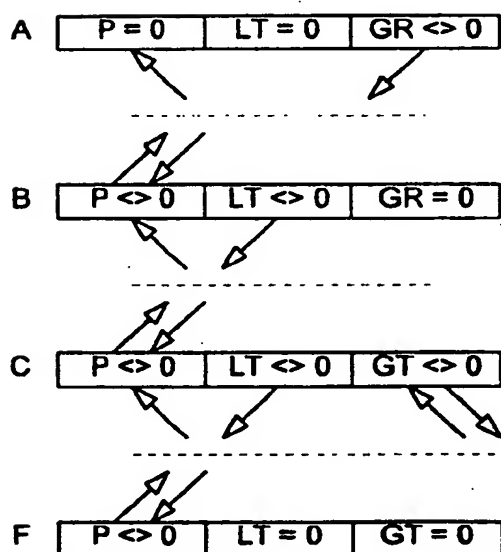 A P = 0 LT = 0 GR <> 0
B P <> 0 LT <> 0 GR = 0
C P <> 0 LT <> 0 GT <> 0
F P <> 0 LT = 0 GT = 0